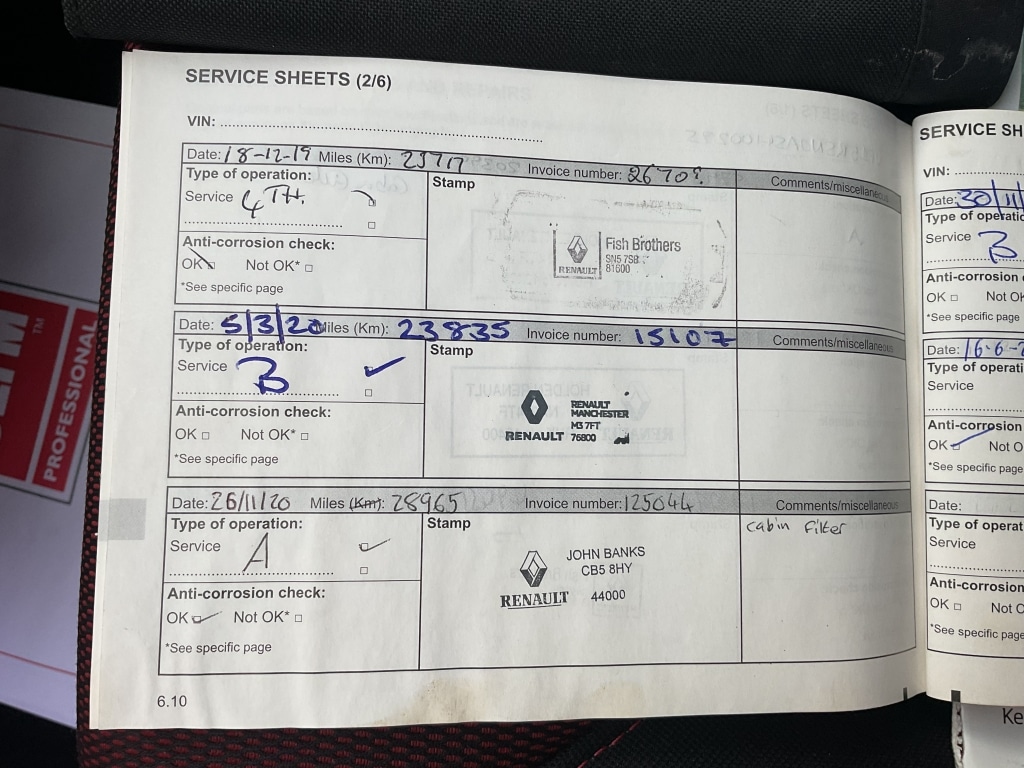 SERVICE SHEETS (2/6)
VIN:
Date: 18-12-19 Miles (Km): 23717 Invoice number: Comments/miscellaneous
Type of operation: Stamp
Service 4TH.
Fish Brothers
SN5 7SB
81600
RENAULT
Anti-corrosion check:
OK Not OK*
*See specific page
Date: 5/3/20 Miles (Km): 23835 Invoice number: 15107 Comments/miscellaneous
Type of operation: Stamp
Service B ✓
RENAULT
MANCHESTER
M3 7FT
RENAULT 76800
Anti-corrosion check:
OK Not OK*
*See specific page
Date: 26/11/20 Miles (Km): 28965 Invoice number: 125044 Comments/miscellaneous
Type of operation: Stamp cabin filter
Service A ✓
JOHN BANKS
CB5 8HY
RENAULT 44000
Anti-corrosion check:
OK ✓ Not OK*
*See specific page
6.10
SERVICE SH
VIN:
Date: 30/11/
Type of operatio
Service B
Anti-corrosion
OK Not OK
*See specific page
Date: 16-6-2
Type of operati
Service
Anti-corrosion
OK ✓ Not O
*See specific page
Date:
Type of operat
Service
Anti-corrosion
OK Not O
*See specific page
Ke
TM
PROFESSIONAL